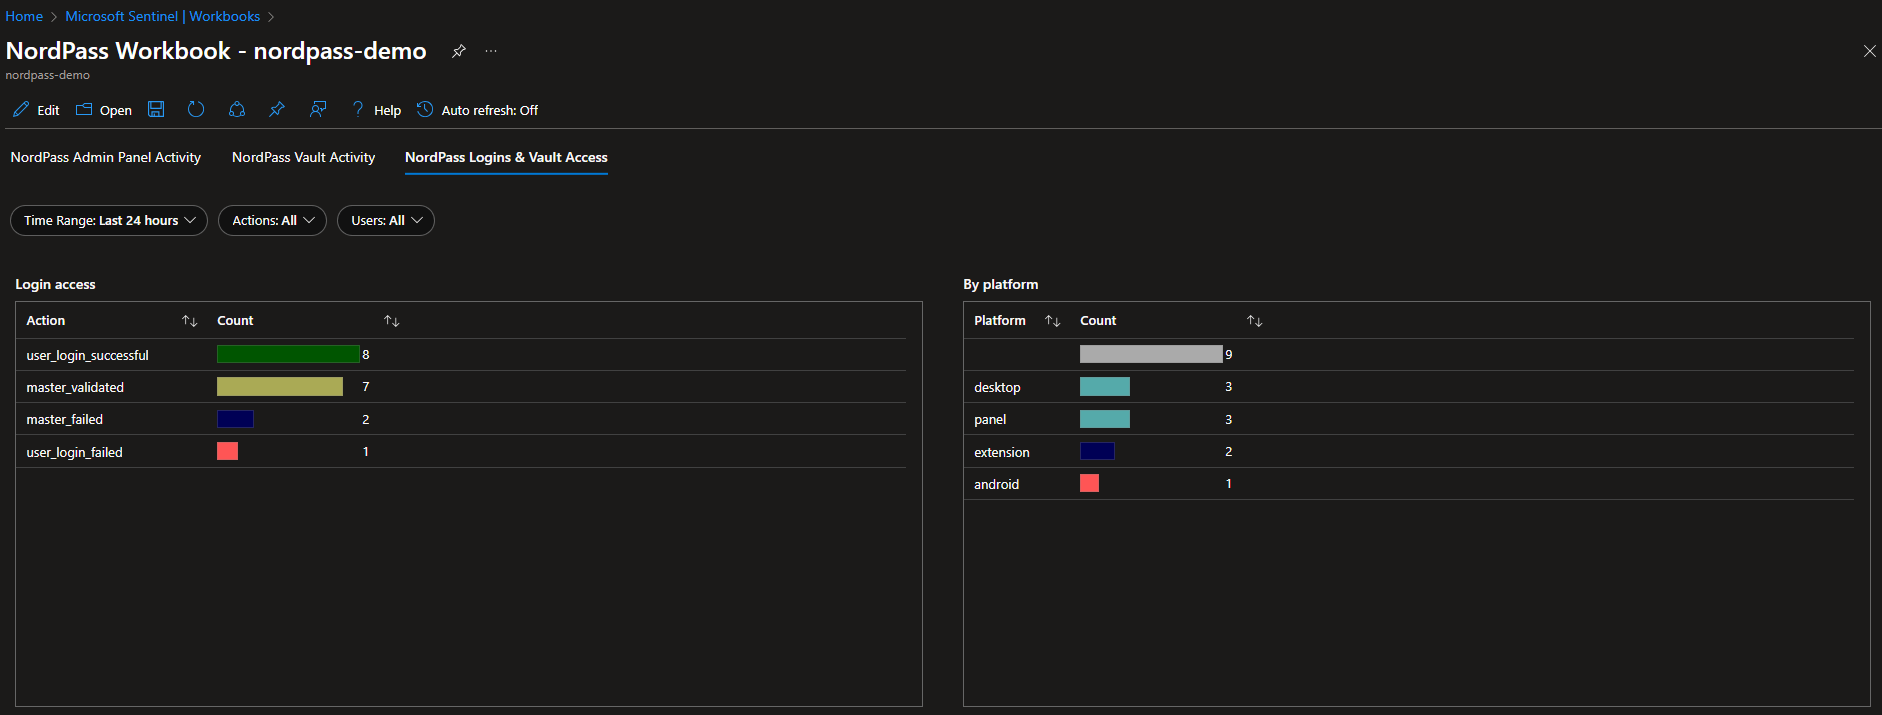 Home > Microsoft Sentinel | Workbooks >
NordPass Workbook - nordpass-demo ...
nordpass-demo
Edit Open ? Help Auto refresh: Off
NordPass Admin Panel Activity NordPass Vault Activity NordPass Logins & Vault Access
Time Range: Last 24 hours Actions: All Users: All
Login access
Action Count
user_login_successful 8
master_validated 7
master_failed 2
user_login_failed 1
By platform
Platform Count
9
desktop 3
panel 3
extension 2
android 1